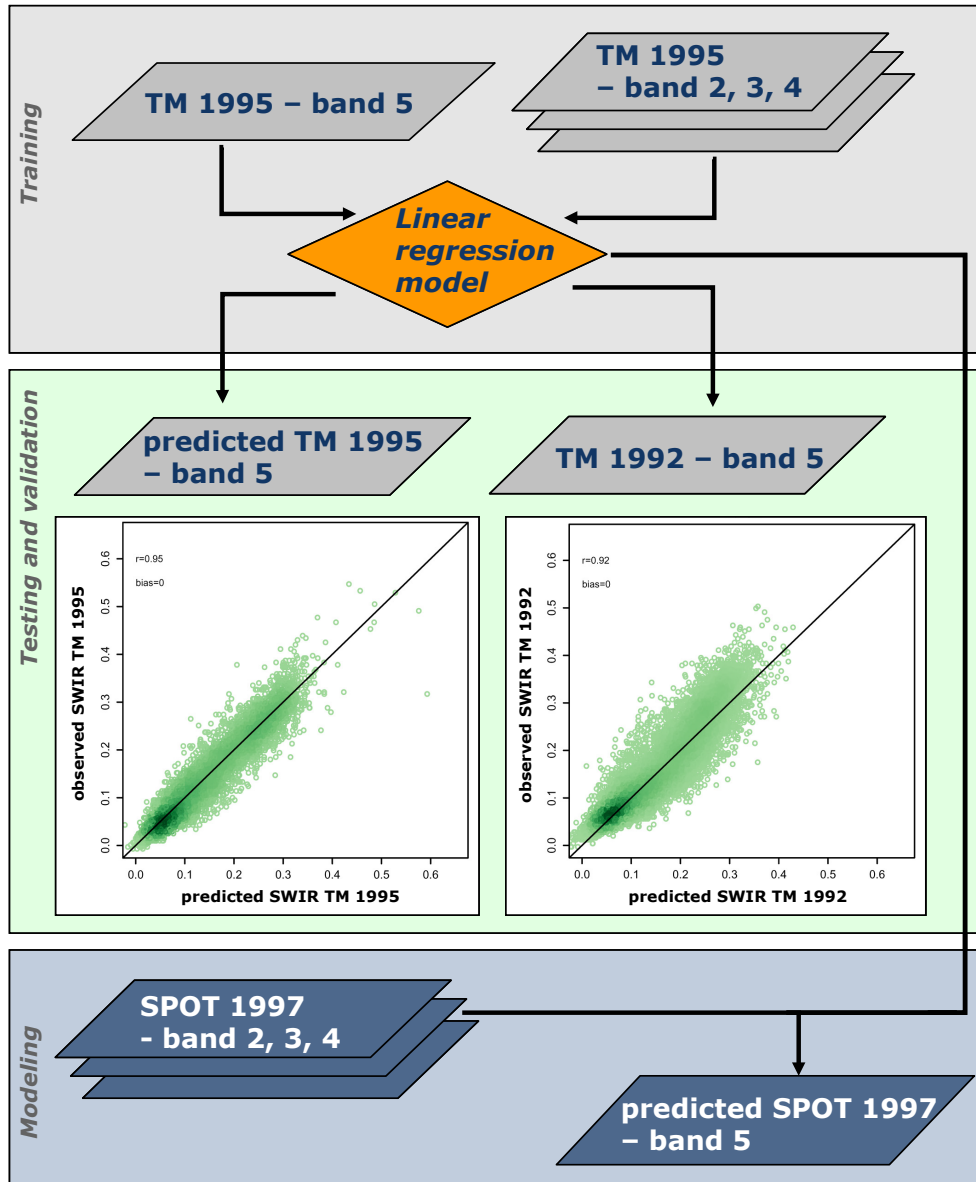 Training
TM 1995 – band 5
TM 1995
– band 2, 3, 4
Linear
regression
model
Testing and validation
predicted TM 1995
– band 5
TM 1992 – band 5
r=0.95
bias=0
observed SWIR TM 1995
0.6
0.5
0.4
0.3
0.2
0.1
0.0
0.0 0.1 0.2 0.3 0.4 0.5 0.6
predicted SWIR TM 1995
r=0.92
bias=0
observed SWIR TM 1992
0.6
0.5
0.4
0.3
0.2
0.1
0.0
0.0 0.1 0.2 0.3 0.4 0.5 0.6
predicted SWIR TM 1992
Modeling
SPOT 1997
- band 2, 3, 4
predicted SPOT 1997
– band 5